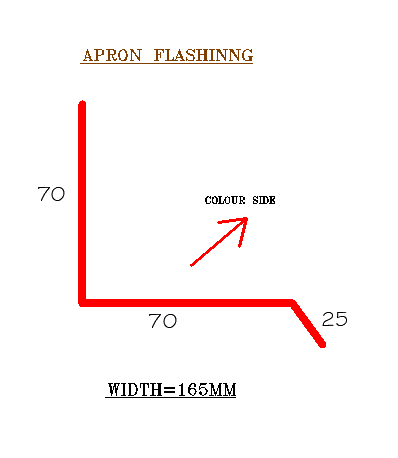 APRON FLASHINNG
70
COLOUR SIDE
70
25
WIDTH=165MM